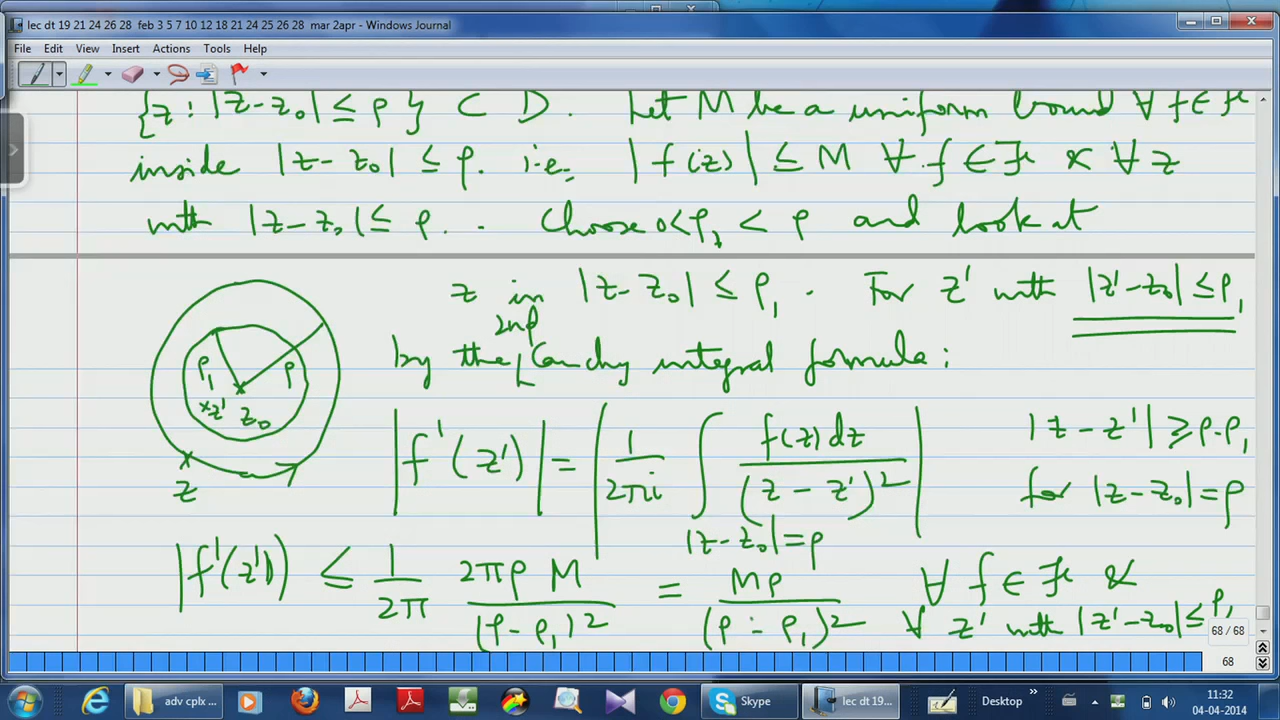 lec dt 19 21 24 26 28 feb 3 5 7 10 12 18 21 24 25 26 28 mar 2apr - Windows Journal
File Edit View Insert Actions Tools Help
{z : |z-z₀| ≤ ρ} ⊂ D. Let M be a uniform bound ∀ f ∈ ℱ
inside |z-z₀| ≤ ρ. i.e., |f(z)| ≤ M ∀ f ∈ ℱ & ∀ z
with |z-z₀| ≤ ρ. Choose 0<ρ₁ < ρ and look at
z in |z-z₀| ≤ ρ₁. For z' with |z'-z₀| ≤ ρ₁
2nd
by the Cauchy integral formula:
ρ₁ ρ
z' z₀
z
|f'(z')| = |1/2πi ∫_{|z-z₀|=ρ} f(z)dz/(z-z')²| |z-z'| ≥ ρ-ρ₁
for |z-z₀| = ρ
|f'(z')| ≤ 1/2π 2πρ M/(ρ-ρ₁)² = Mρ/(ρ-ρ₁)² ∀ f ∈ ℱ &
∀ z' with |z'-z₀| ≤ ρ₁
68 / 68
68
adv cplx ...
Skype
lec dt 19...
Desktop
11:32
04-04-2014